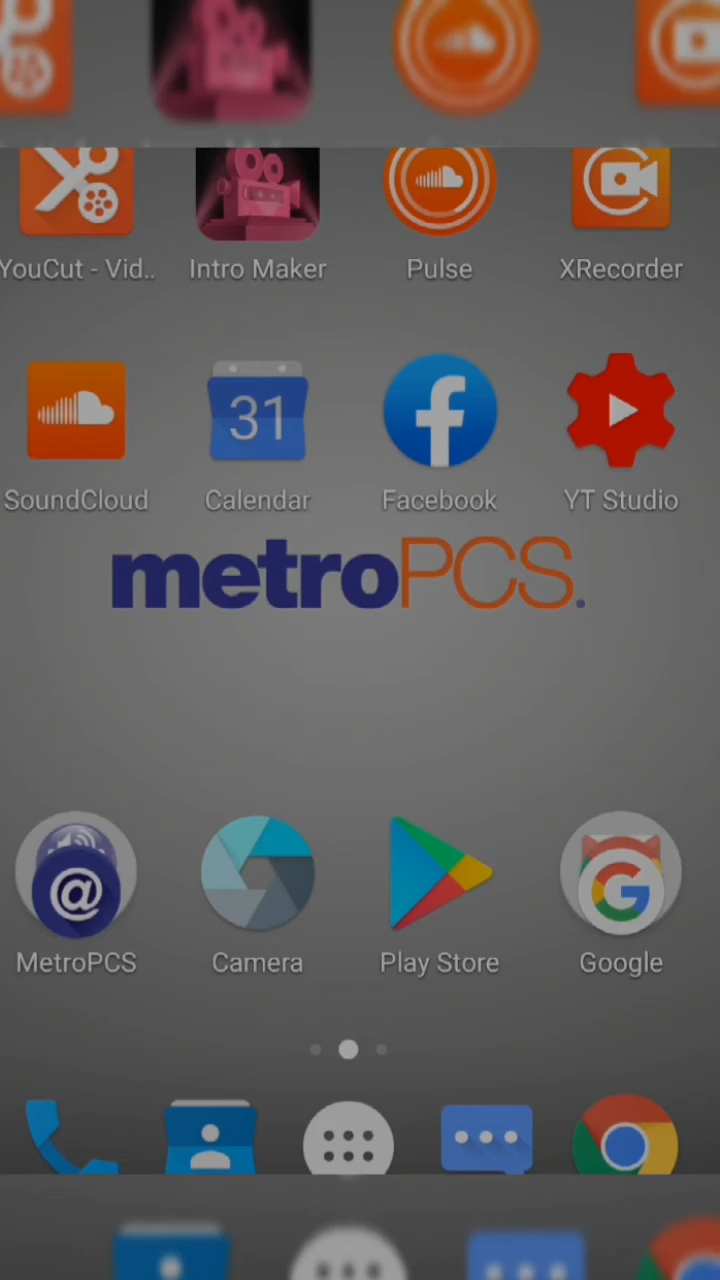 YouCut - Vid.. Intro Maker Pulse XRecorder
31
SoundCloud Calendar Facebook YT Studio
metroPCS.
@
MetroPCS Camera Play Store Google